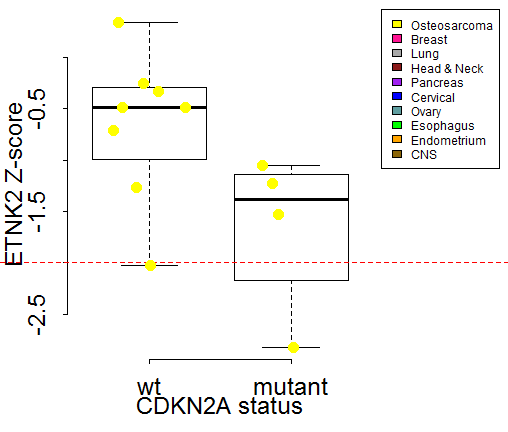 Osteosarcoma
Breast
Lung
Head & Neck
Pancreas
Cervical
Ovary
Esophagus
Endometrium
CNS
ETNK2 Z-score
-0.5
-1.5
-2.5
wt mutant
CDKN2A status